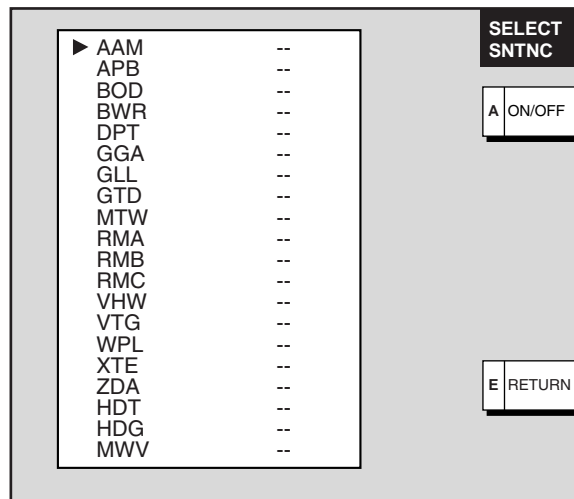 AAM --
APB --
BOD --
BWR --
DPT --
GGA --
GLL --
GTD --
MTW --
RMA --
RMB --
RMC --
VHW --
VTG --
WPL --
XTE --
ZDA --
HDT --
HDG --
MWV --
SELECT
SNTNC
A ON/OFF
E RETURN